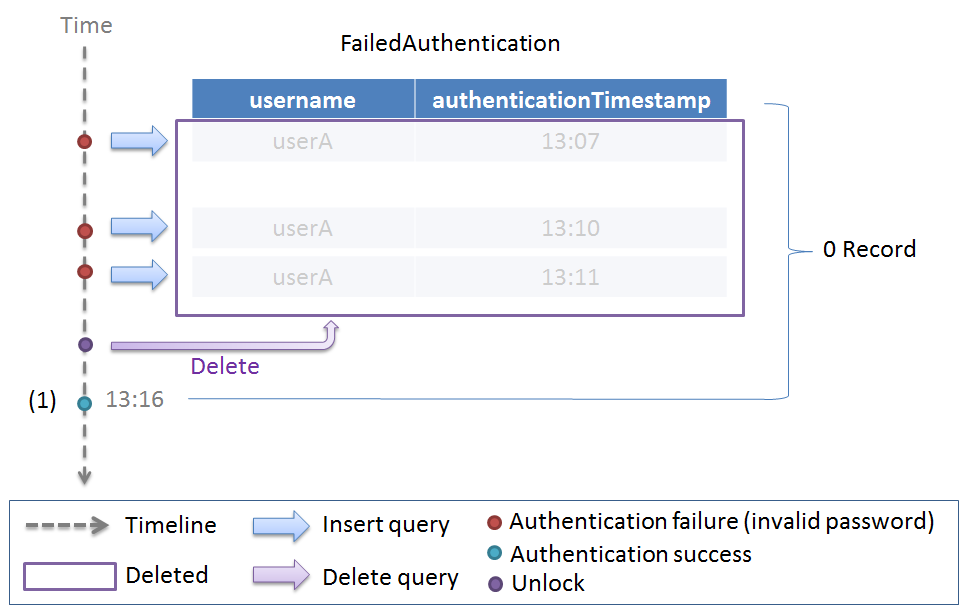 Time
FailedAuthentication
username authenticationTimestamp
userA 13:07
userA 13:10
userA 13:11
0 Record
Delete
(1) 13:16
Timeline Insert query Authentication failure (invalid password)
Authentication success
Deleted Delete query Unlock